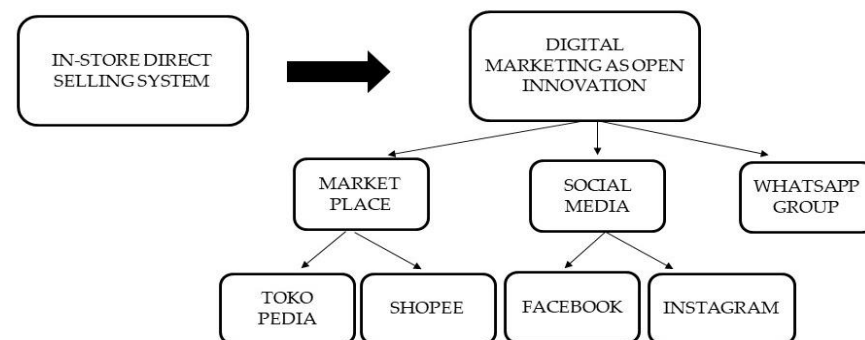 IN-STORE DIRECT
SELLING SYSTEM
DIGITAL
MARKETING AS OPEN
INNOVATION
MARKET
PLACE
SOCIAL
MEDIA
WHATSAPP
GROUP
TOKO
PEDIA
SHOPEE
FACEBOOK
INSTAGRAM